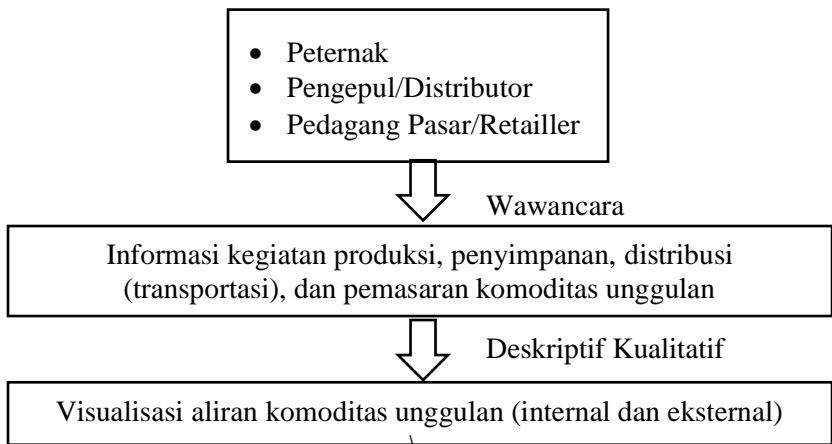 • Peternak
• Pengepul/Distributor
• Pedagang Pasar/Retailler
Wawancara
Informasi kegiatan produksi, penyimpanan, distribusi
(transportasi), dan pemasaran komoditas unggulan
Deskriptif Kualitatif
Visualisasi aliran komoditas unggulan (internal dan eksternal)